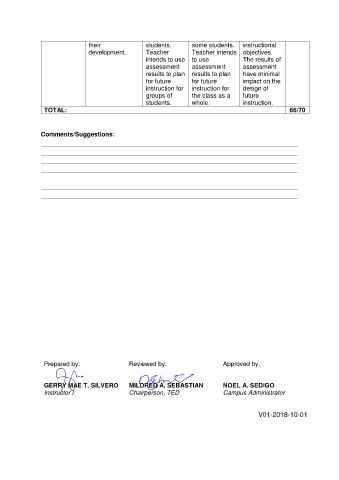 their students. some students. instructional
development. Teacher Teacher intends objectives.
intends to use to use The results of
assessment assessment assessment
results to plan results to plan have minimal
for future for future impact on the
instruction for instruction for design of
groups of the class as a future
students. whole. instruction.
TOTAL: 66/70
Comments/Suggestions:
Prepared by: Reviewed by: Approved by:
GERRY MAE T. SILVERO MILDRED A. SEBASTIAN NOEL A. SEDIGO
Instructor I Chairperson, TED Campus Administrator
V01-2018-10-01